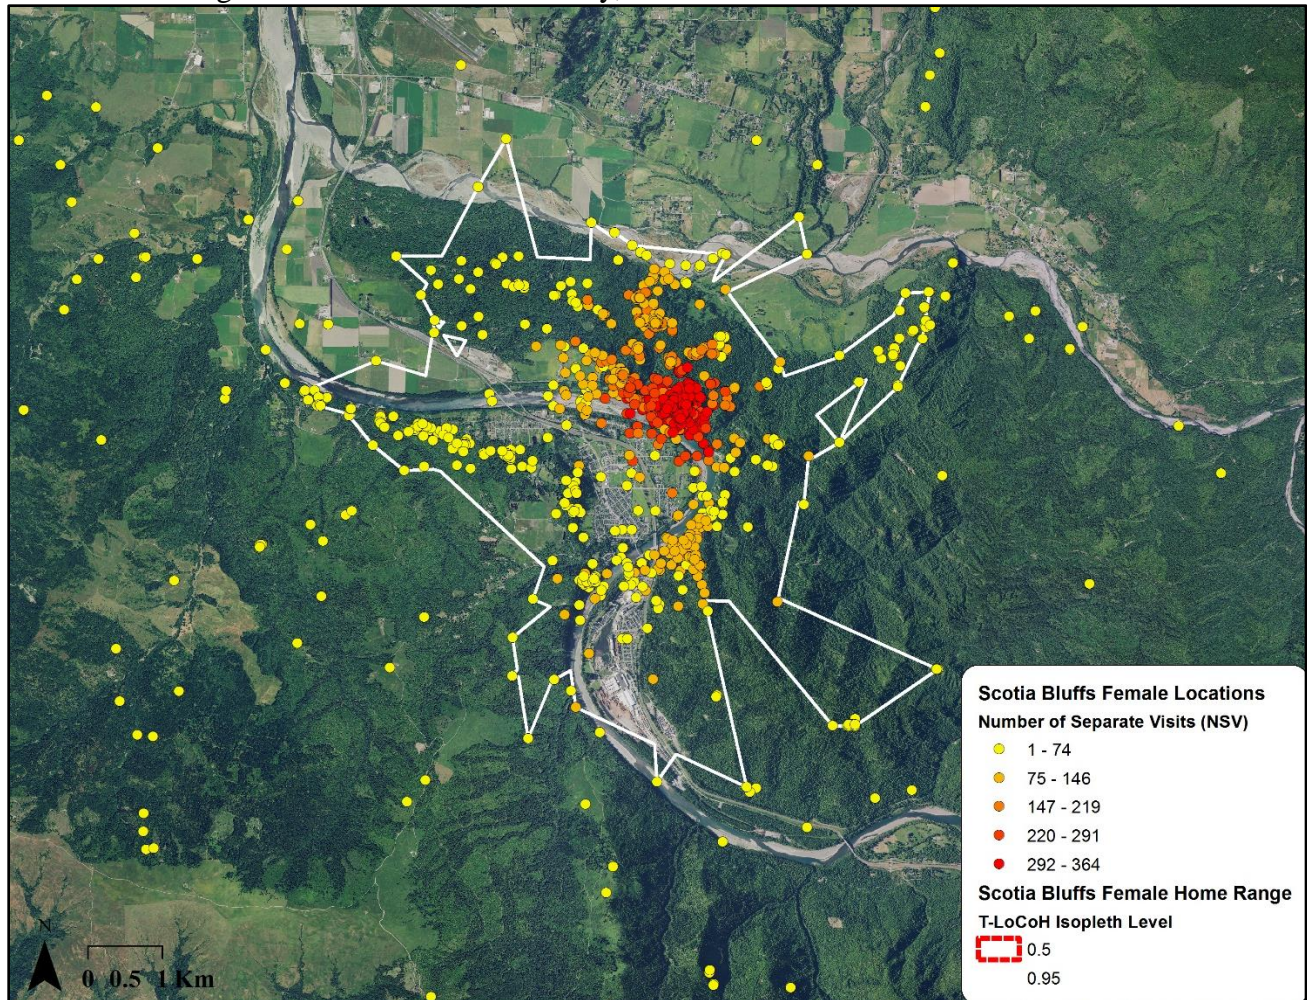 Scotia Bluffs Female Locations
Number of Separate Visits (NSV)
1 - 74
75 - 146
147 - 219
220 - 291
292 - 364
Scotia Bluffs Female Home Range
T-LoCoH Isopleth Level
0.5
0.95
N
0 0.5 1 Km